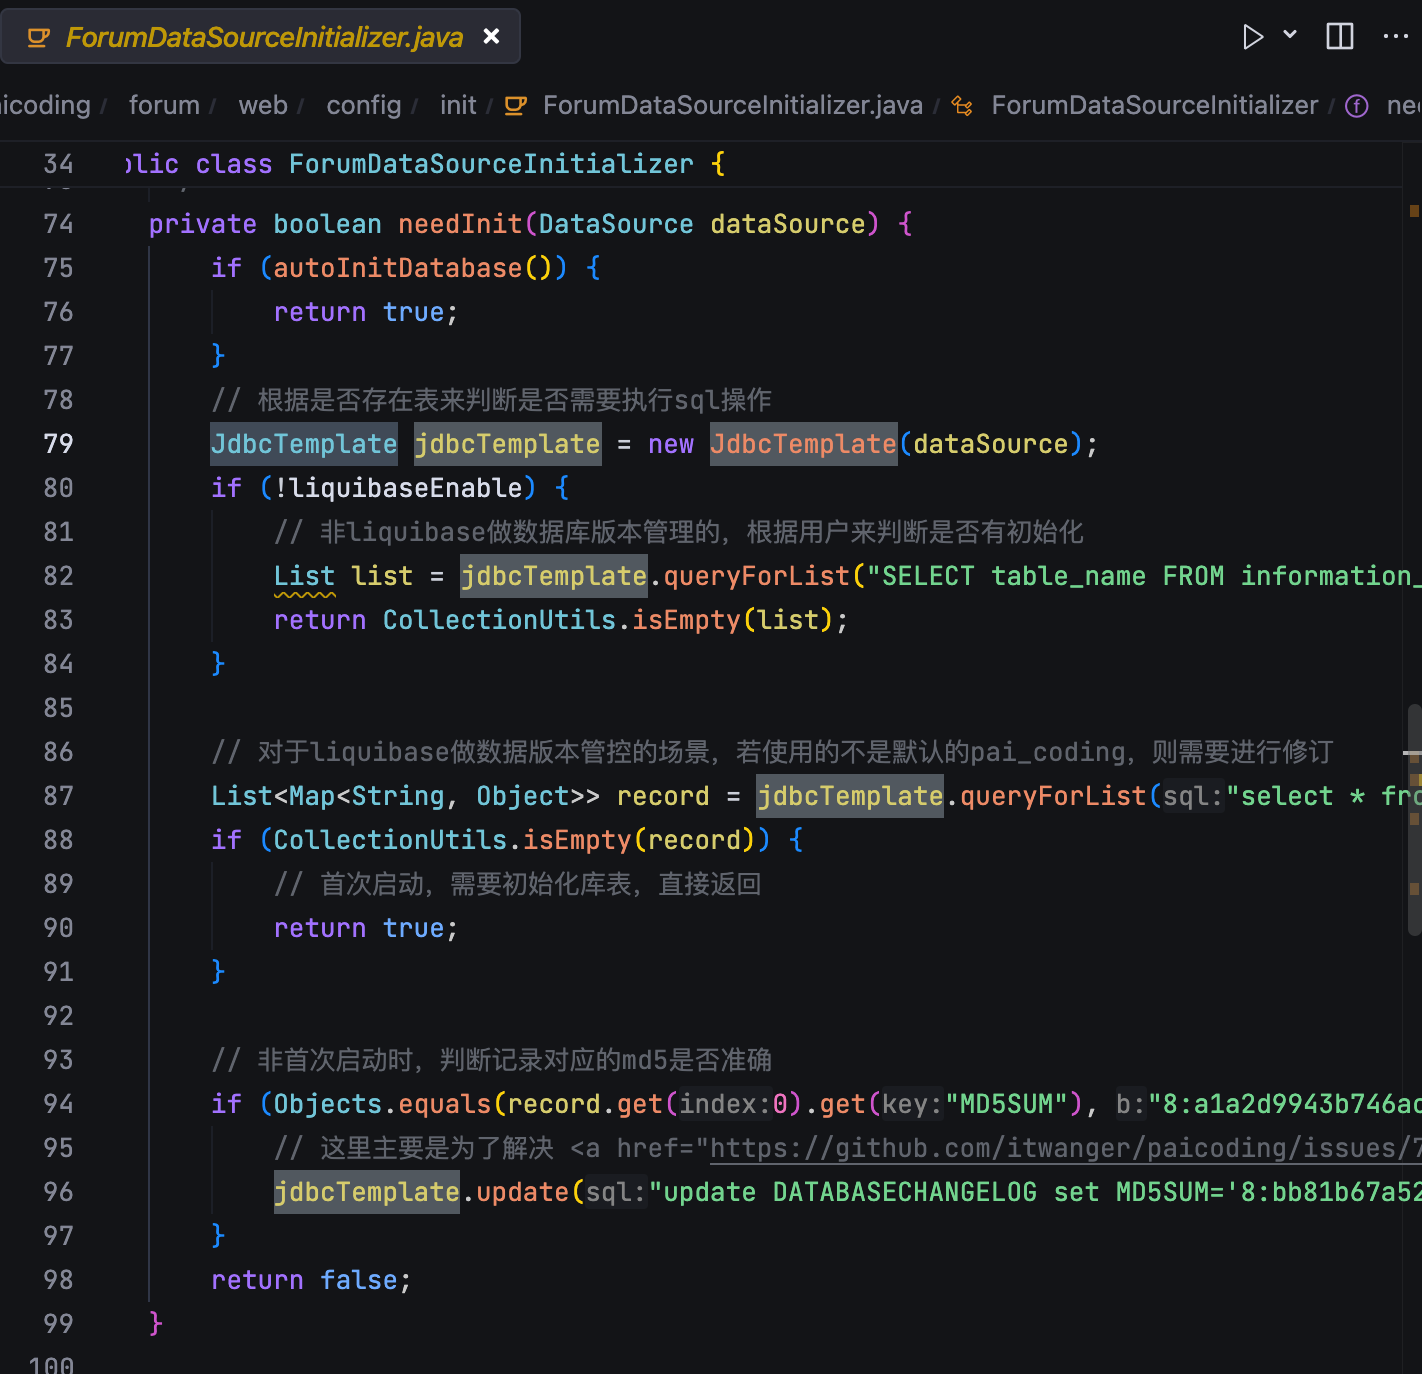 ForumDataSourceInitializer.java
aicoding / forum / web / config / init / ForumDataSourceInitializer.java / ForumDataSourceInitializer / nee
34 blic class ForumDataSourceInitializer {
74 private boolean needInit(DataSource dataSource) {
75 if (autoInitDatabase()) {
76 return true;
77 }
78 // 根据是否存在表来判断是否需要执行sql操作
79 JdbcTemplate jdbcTemplate = new JdbcTemplate(dataSource);
80 if (!liquibaseEnable) {
81 // 非liquibase做数据库版本管理的，根据用户来判断是否有初始化
82 List list = jdbcTemplate.queryForList("SELECT table_name FROM information_
83 return CollectionUtils.isEmpty(list);
84 }
85
86 // 对于liquibase做数据版本管控的场景，若使用的不是默认的pai_coding，则需要进行修订
87 List<Map<String, Object>> record = jdbcTemplate.queryForList(sql:"select * fro
88 if (CollectionUtils.isEmpty(record)) {
89 // 首次启动，需要初始化库表，直接返回
90 return true;
91 }
92
93 // 非首次启动时，判断记录对应的md5是否准确
94 if (Objects.equals(record.get(index:0).get(key:"MD5SUM"), b:"8:a1a2d9943b746ac
95 // 这里主要是为了解决 <a href="https://github.com/itwanger/paicoding/issues/7
96 jdbcTemplate.update(sql:"update DATABASECHANGELOG set MD5SUM='8:bb81b67a52
97 }
98 return false;
99 }
100